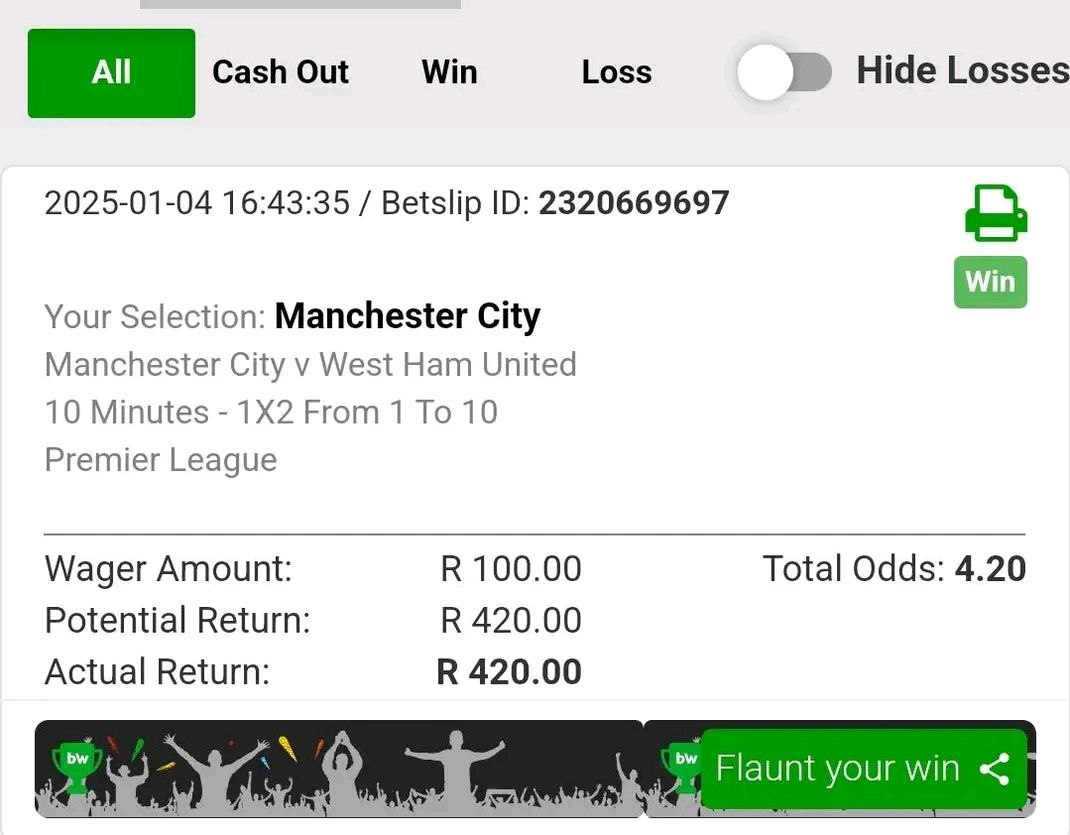 All Cash Out Win Loss Hide Losses
2025-01-04 16:43:35 / Betslip ID: 2320669697
Win
Your Selection: Manchester City
Manchester City v West Ham United
10 Minutes - 1X2 From 1 To 10
Premier League
Wager Amount: R 100.00 Total Odds: 4.20
Potential Return: R 420.00
Actual Return: R 420.00
bw bw Flaunt your win